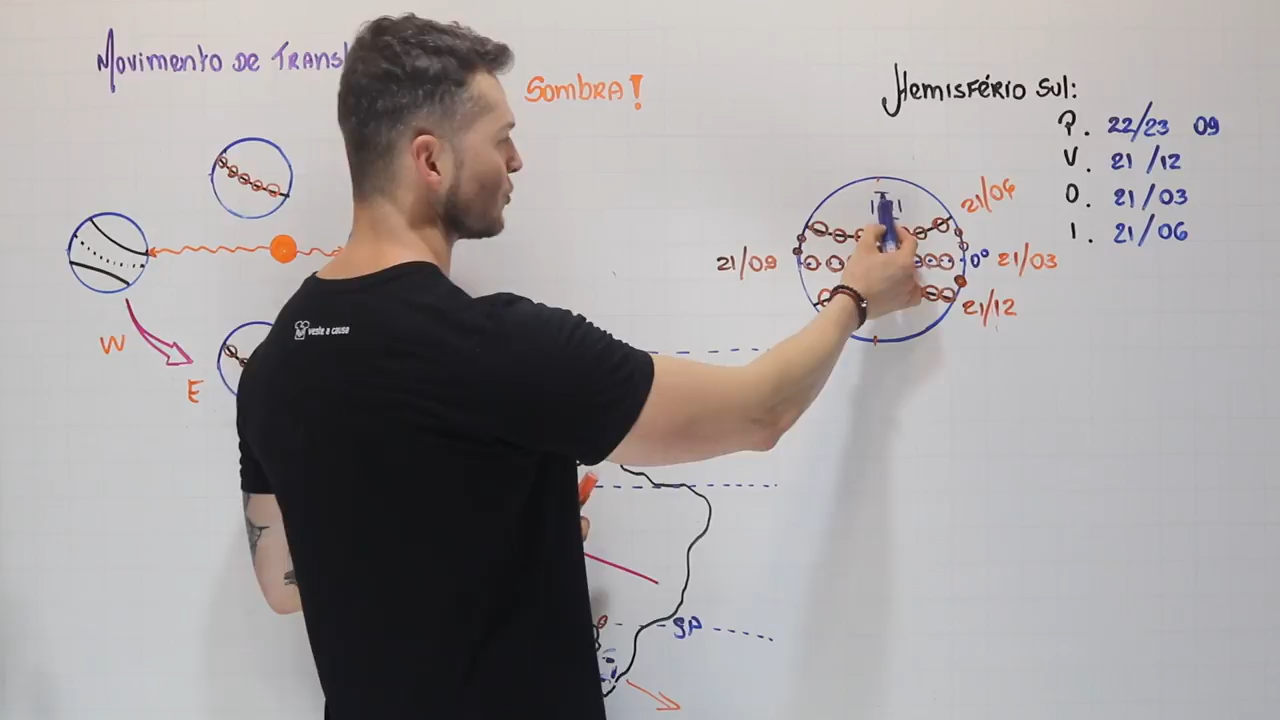 Movimento de Transl
Sombra!
Hemisfério Sul:
P. 22/23 09
V. 21/12
O. 21/03
I. 21/06
21/06
21/09
0° 21/03
21/12
W
E
veste a causa
SP